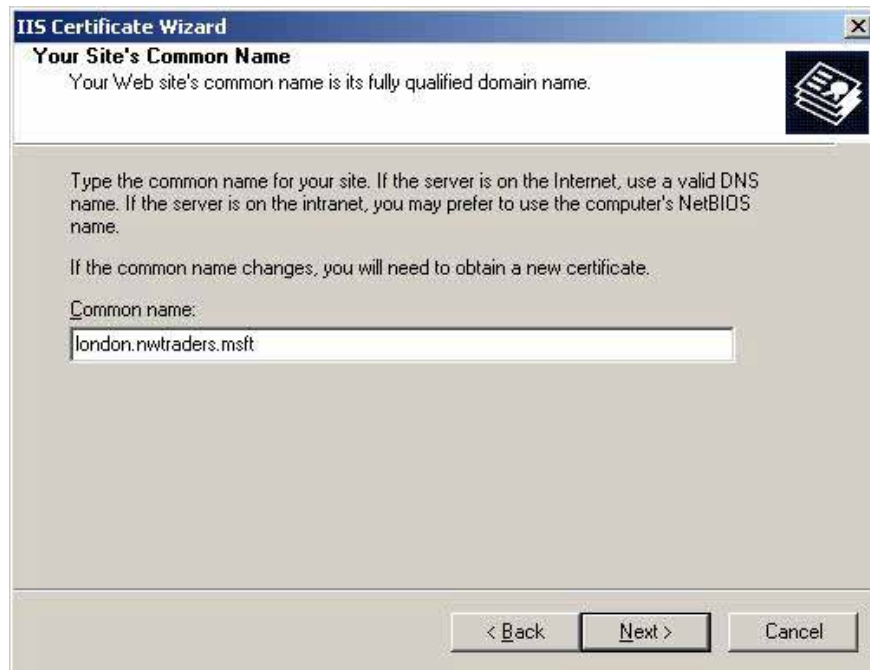 IIS Certificate Wizard
Your Site's Common Name
Your Web site's common name is its fully qualified domain name.
Type the common name for your site. If the server is on the Internet, use a valid DNS
name. If the server is on the intranet, you may prefer to use the computer's NetBIOS
name.
If the common name changes, you will need to obtain a new certificate.
Common name:
london.nwtraders.msft
< Back
Next >
Cancel